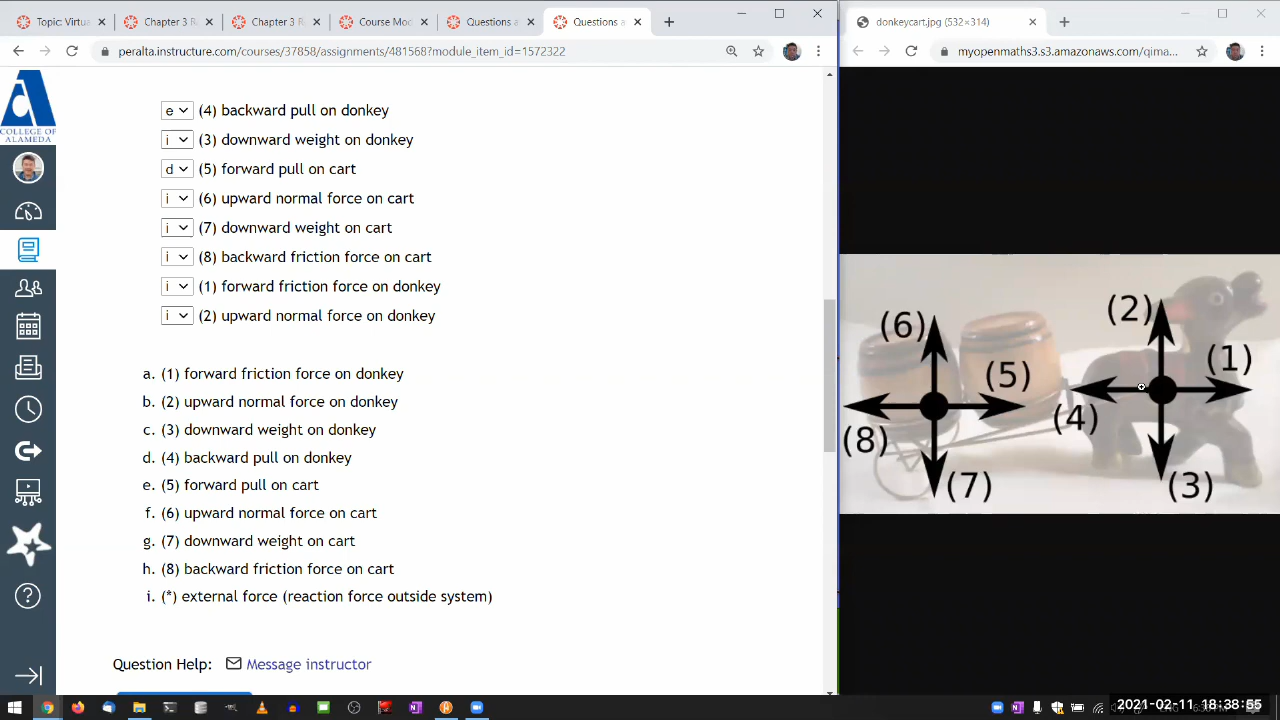 Topic: Virtua
Chapter 3 R
Chapter 3 R
Course Mod
Questions a
Questions a
donkeycart.jpg (532×314)
peralta.instructure.com/courses/37858/assignments/481568?module_item_id=1572322
myopenmaths3.s3.amazonaws.com/qima...
COLLEGE OF
ALAMEDA
e (4) backward pull on donkey
i (3) downward weight on donkey
d (5) forward pull on cart
i (6) upward normal force on cart
i (7) downward weight on cart
i (8) backward friction force on cart
i (1) forward friction force on donkey
i (2) upward normal force on donkey
a. (1) forward friction force on donkey
b. (2) upward normal force on donkey
c. (3) downward weight on donkey
d. (4) backward pull on donkey
e. (5) forward pull on cart
f. (6) upward normal force on cart
g. (7) downward weight on cart
h. (8) backward friction force on cart
i. (*) external force (reaction force outside system)
Question Help: Message instructor
(2)
(6)
(1)
(5)
(4)
(8)
(7)
(3)
2021-02-11 18:38:55